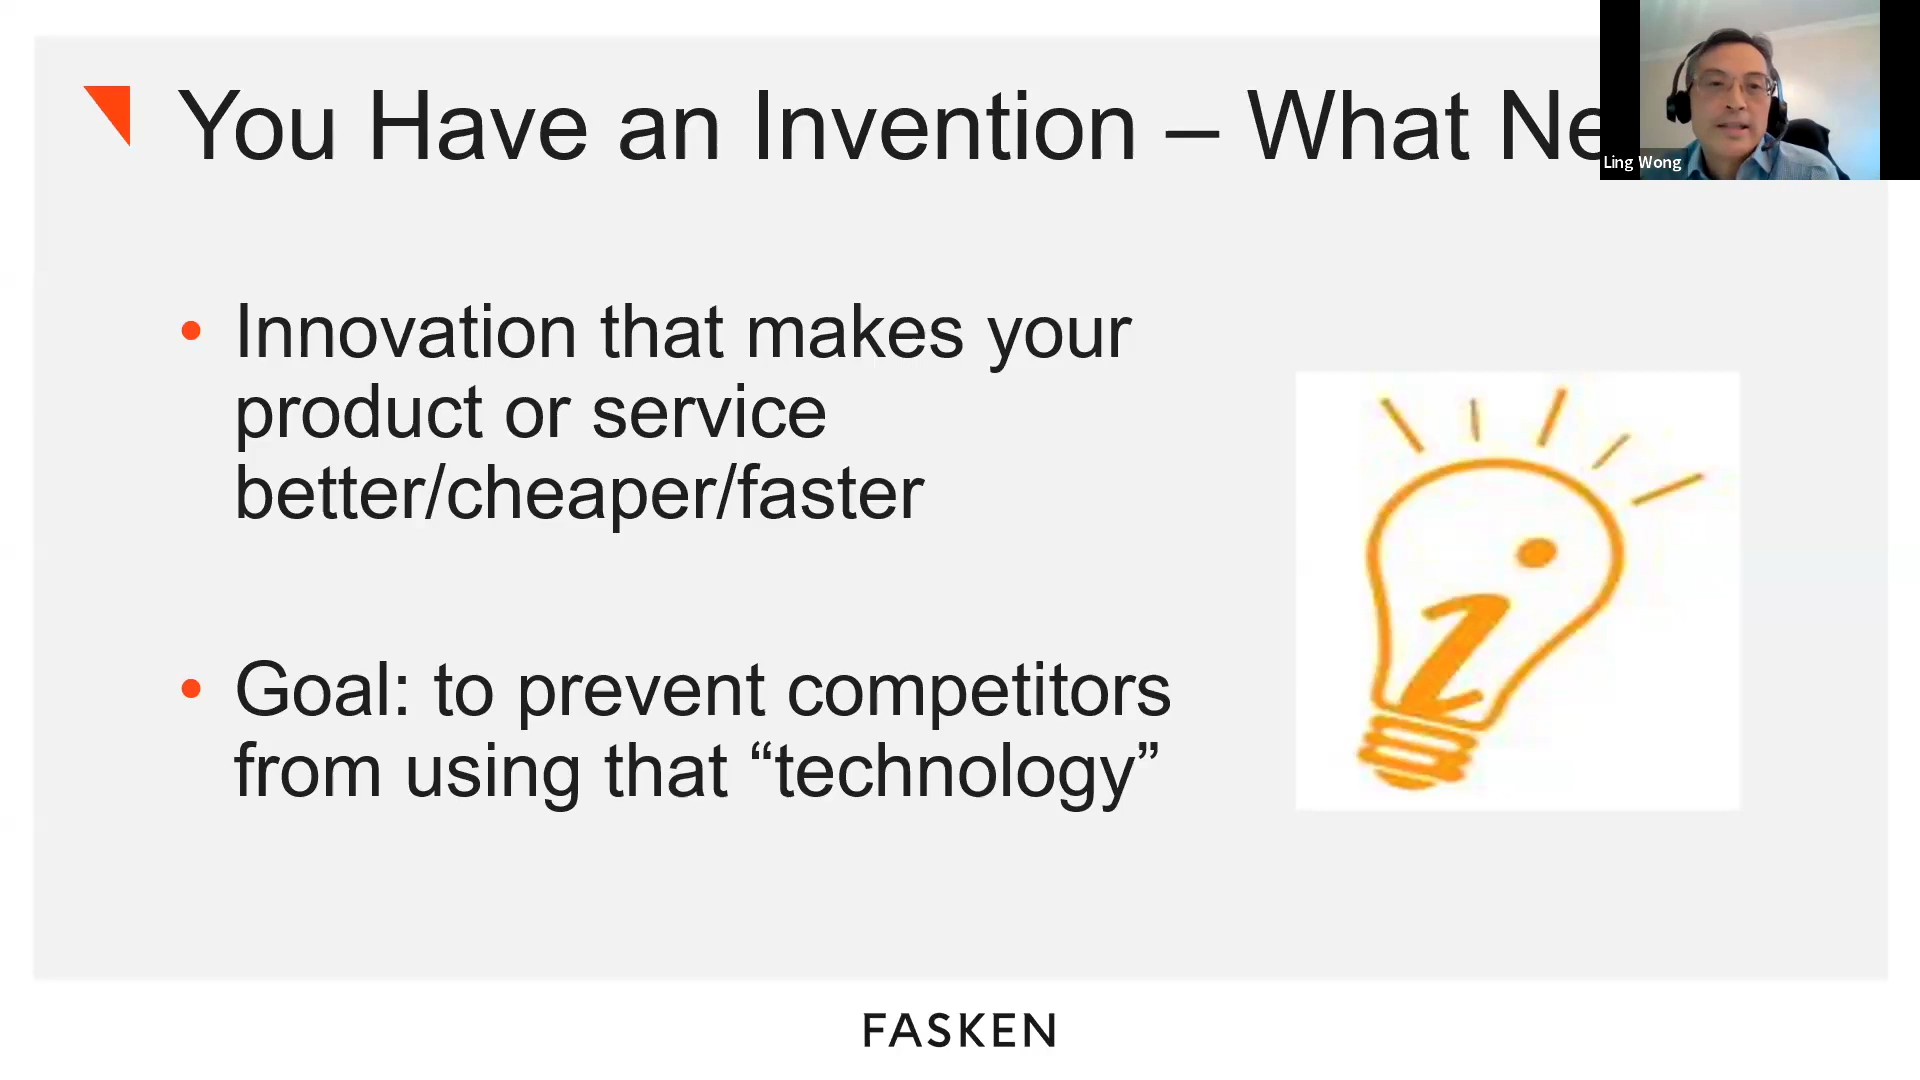 You Have an Invention – What Ne
Ling Wong
• Innovation that makes your
product or service
better/cheaper/faster
• Goal: to prevent competitors
from using that “technology”
FASKEN